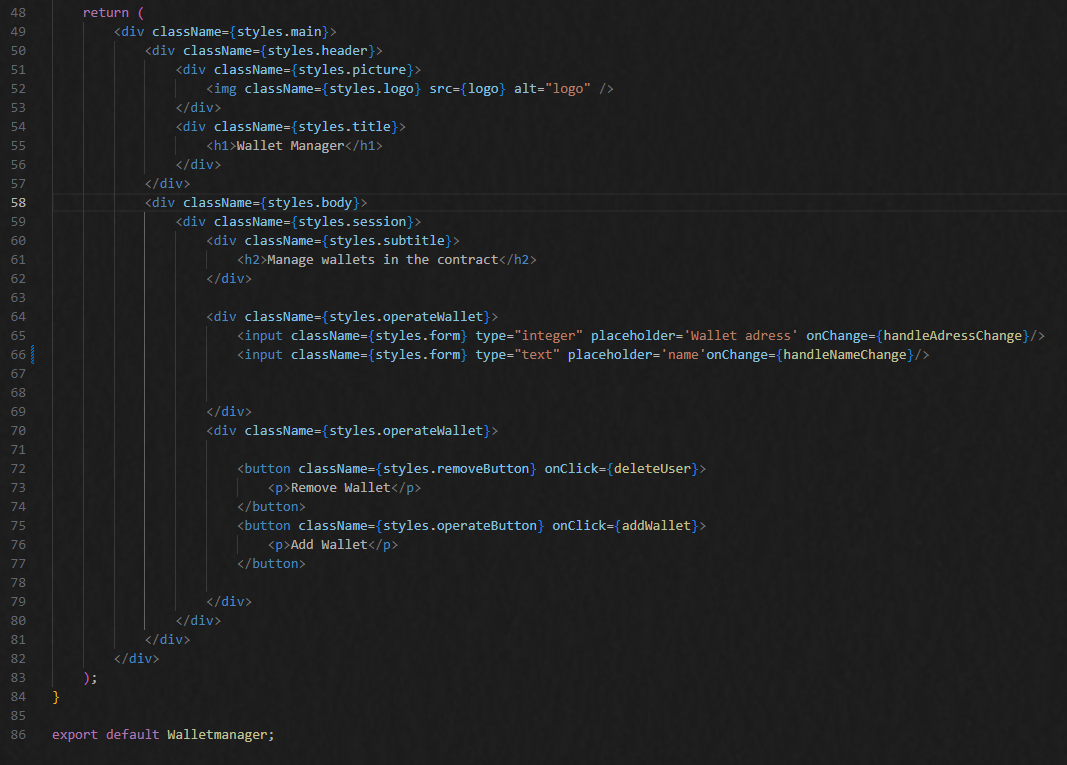 48 return (
49 <div className={styles.main}>
50 <div className={styles.header}>
51 <div className={styles.picture}>
52 <img className={styles.logo} src={logo} alt="logo" />
53 </div>
54 <div className={styles.title}>
55 <h1>Wallet Manager</h1>
56 </div>
57 </div>
58 <div className={styles.body}>
59 <div className={styles.session}>
60 <div className={styles.subtitle}>
61 <h2>Manage wallets in the contract</h2>
62 </div>
63
64 <div className={styles.operateWallet}>
65 <input className={styles.form} type="integer" placeholder='Wallet adress' onChange={handleAdressChange}/>
66 <input className={styles.form} type="text" placeholder='name'onChange={handleNameChange}/>
67
68
69 </div>
70 <div className={styles.operateWallet}>
71
72 <button className={styles.removeButton} onClick={deleteUser}>
73 <p>Remove Wallet</p>
74 </button>
75 <button className={styles.operateButton} onClick={addWallet}>
76 <p>Add Wallet</p>
77 </button>
78
79 </div>
80 </div>
81 </div>
82 </div>
83 );
84 }
85
86 export default Walletmanager;